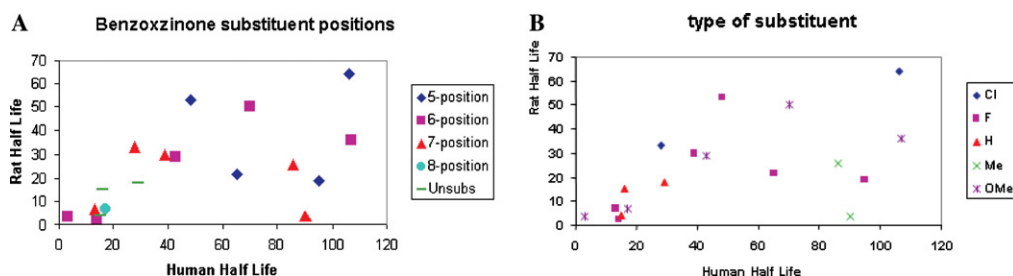 A
Benzoxzinone substituent positions
Rat Half Life
70
60
50
40
30
20
10
0
0 20 40 60 80 100 120
Human Half Life
5-position
6-position
7-position
8-position
Unsubs
B
type of substituent
Rat Half Life
70
60
50
40
30
20
10
0
0 20 40 60 80 100 120
Human Half Life
Cl
F
H
Me
OMe